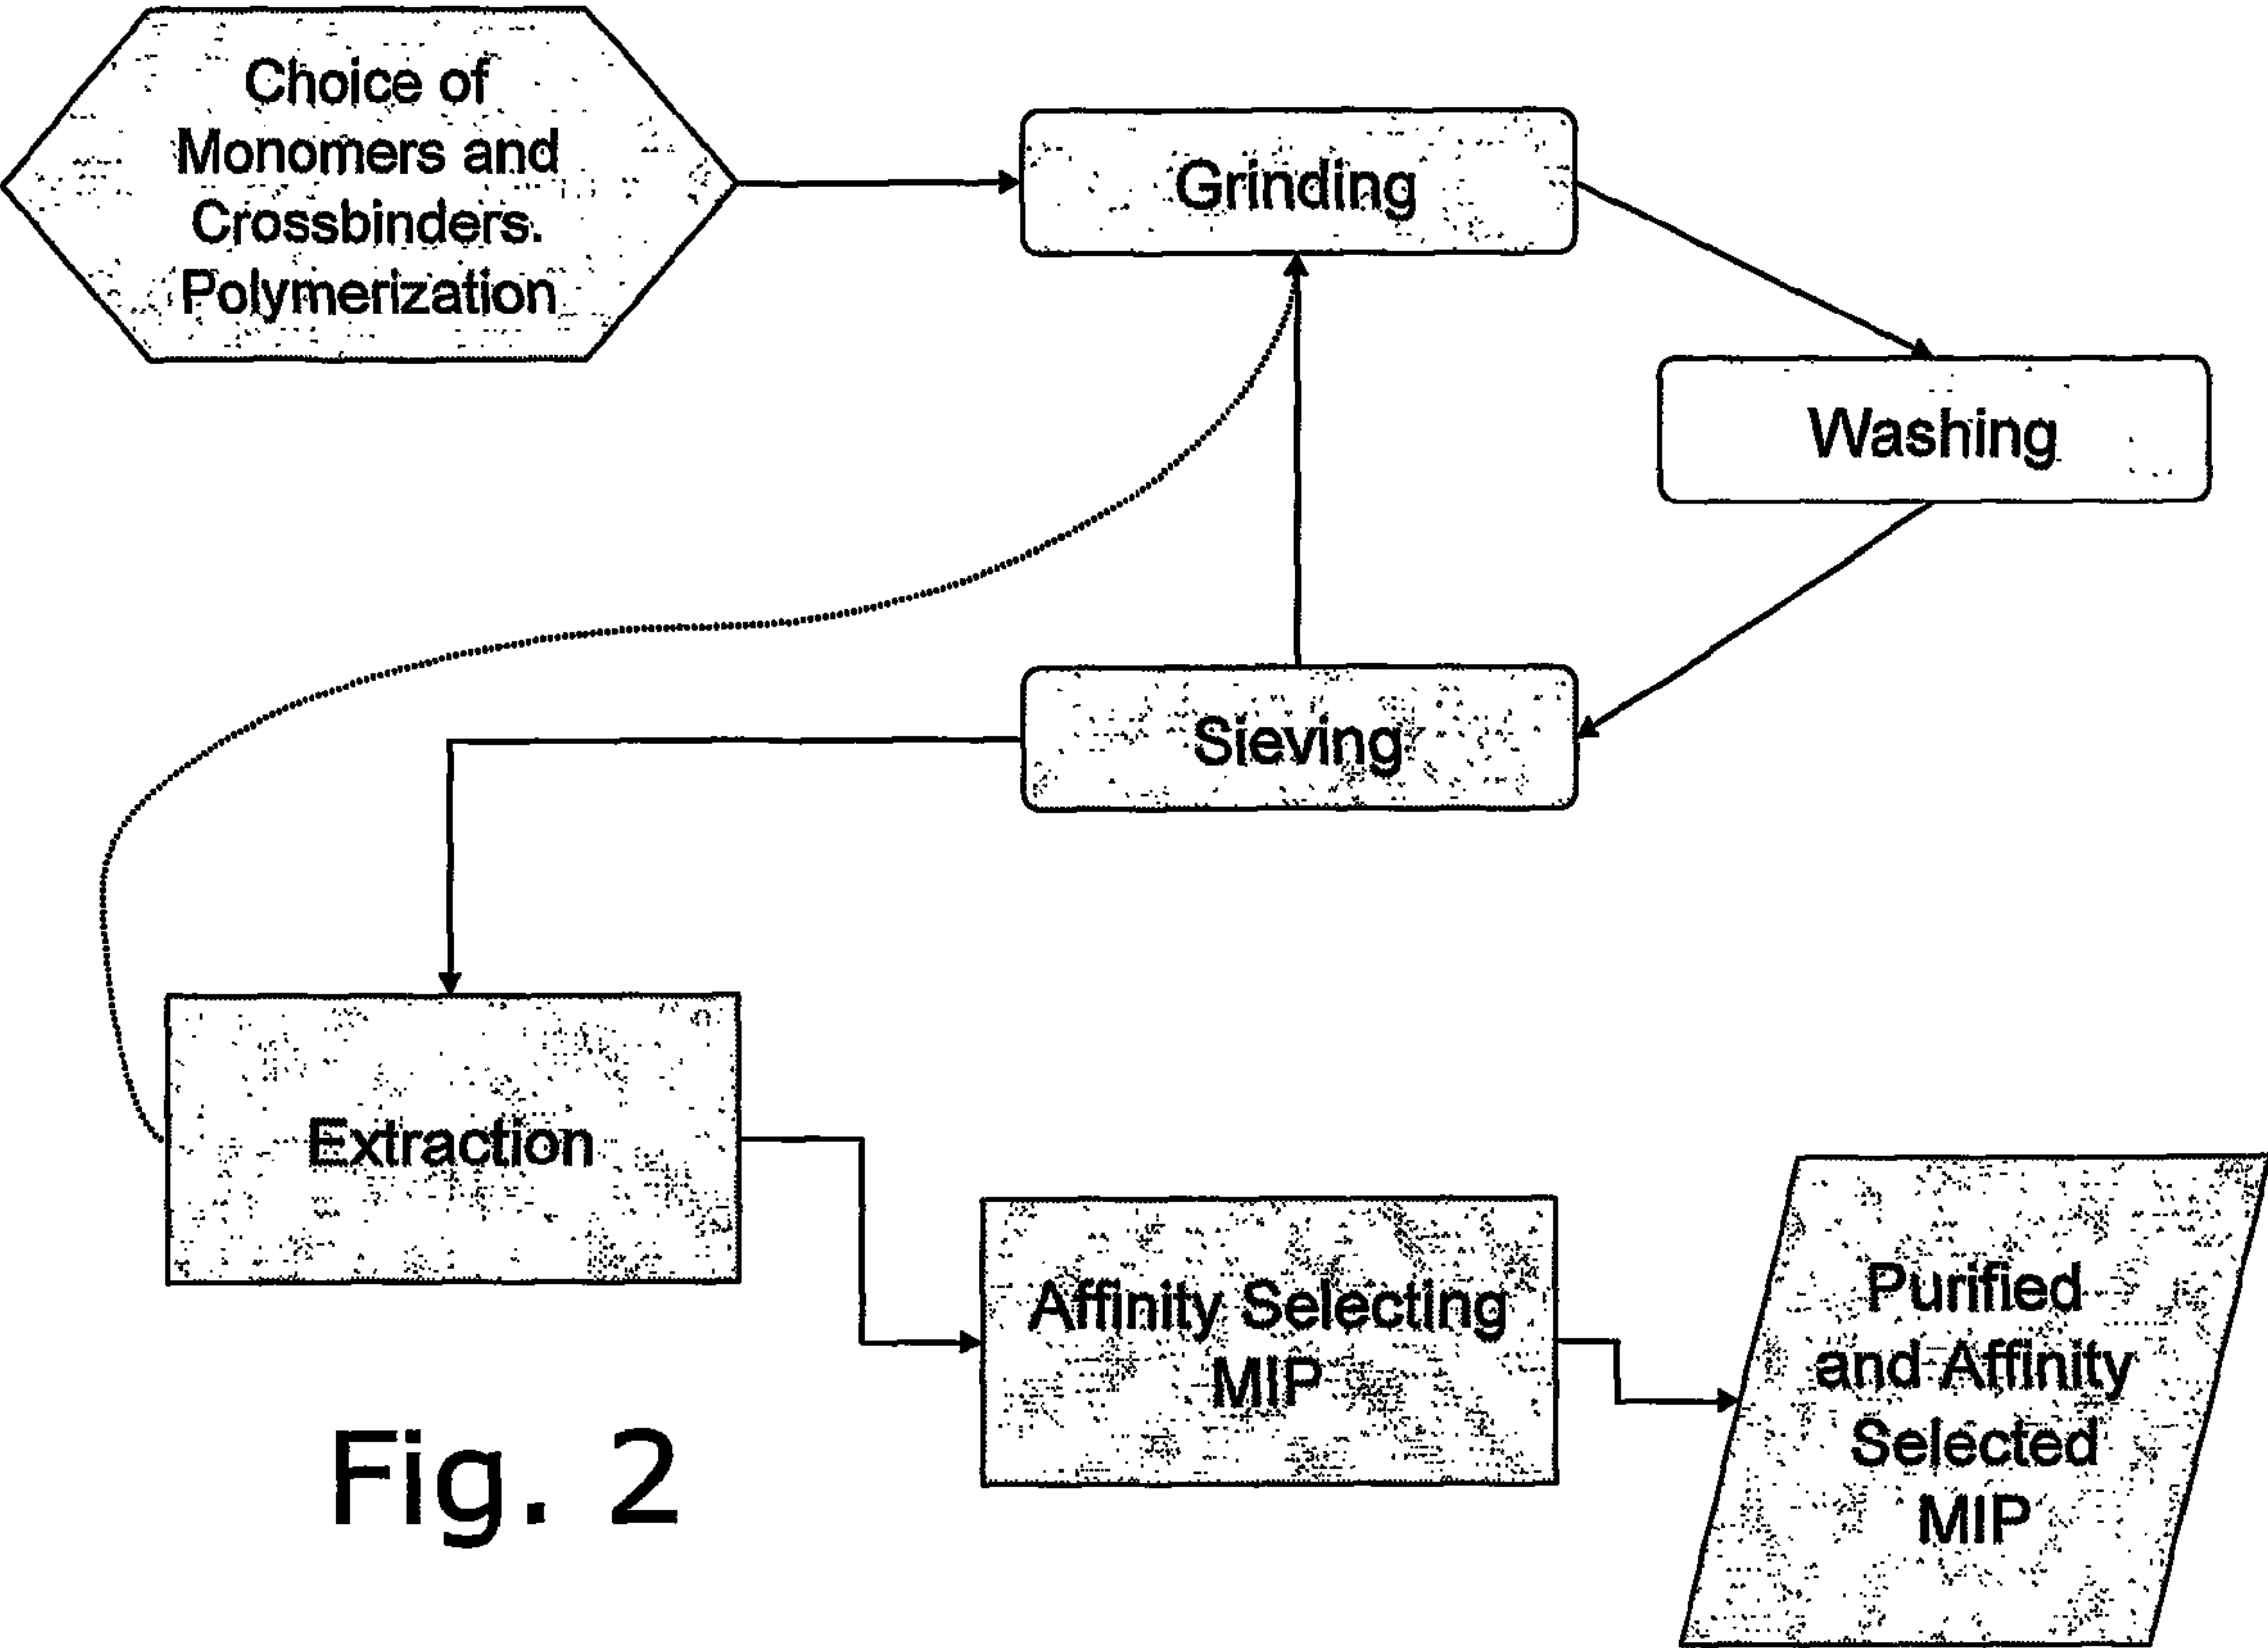 Choice of
Monomers and
Crossbinders.
Polymerization
Grinding
Washing
Sieving
Extraction
Affinity Selecting
MIP
Purified
and Affinity
Selected
MIP
Fig. 2